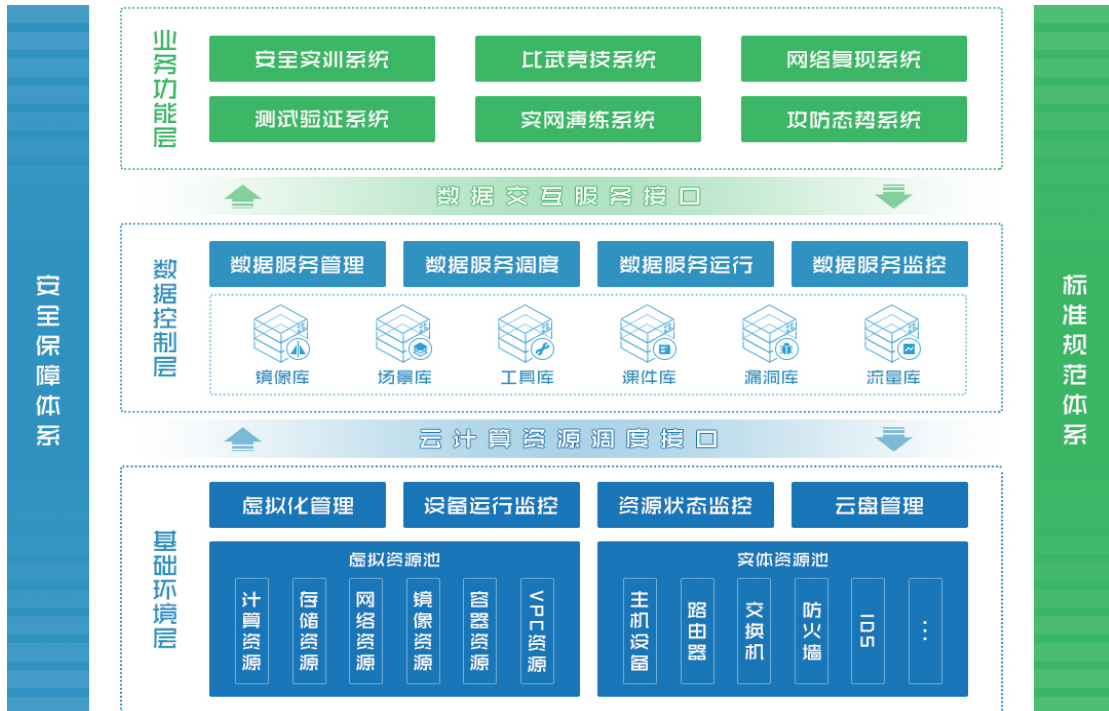 安全保障体系
业务功能层
安全实训系统
比武竞技系统
网络复现系统
测试验证系统
实网演练系统
攻防态势系统
数据交互服务接口
数据控制层
数据服务管理
数据服务调度
数据服务运行
数据服务监控
镜像库
场景库
工具库
课件库
漏洞库
流量库
云计算资源调度接口
基础环境层
虚拟化管理
设备运行监控
资源状态监控
云盘管理
虚拟资源池
计算资源
存储资源
网络资源
镜像资源
容器资源
VPC资源
实体资源池
主机设备
路由器
交换机
防火墙
IDS
...
标准规范体系